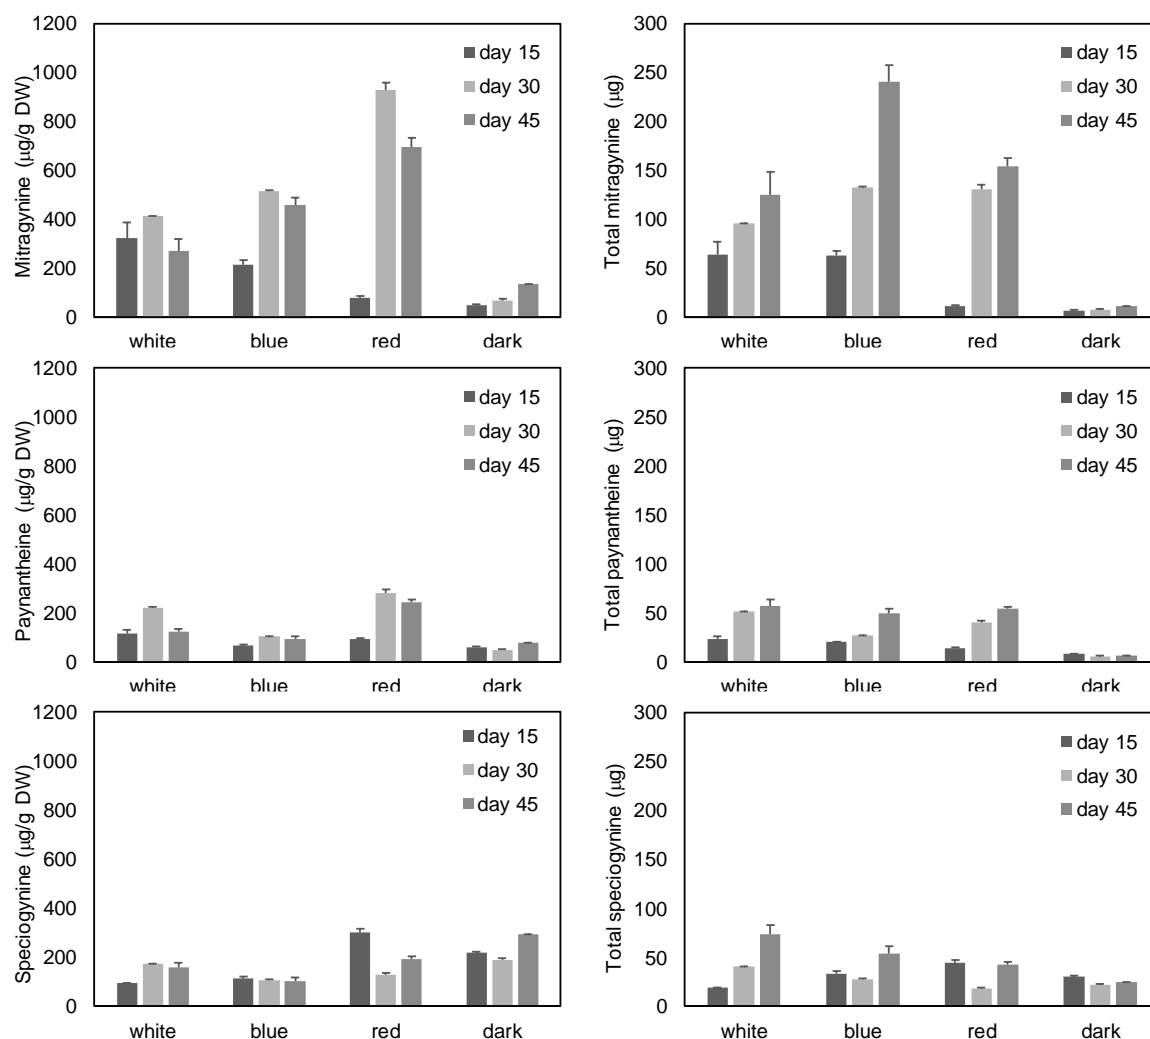 Mitragynine (µg/g DW)
1200
1000
800
600
400
200
0
day 15
day 30
day 45
white blue red dark
Total mitragynine (µg)
300
250
200
150
100
50
0
day 15
day 30
day 45
white blue red dark
Paynantheine (µg/g DW)
1200
1000
800
600
400
200
0
day 15
day 30
day 45
white blue red dark
Total paynantheine (µg)
300
250
200
150
100
50
0
day 15
day 30
day 45
white blue red dark
Speciogynine (µg/g DW)
1200
1000
800
600
400
200
0
day 15
day 30
day 45
white blue red dark
Total speciogynine (µg)
300
250
200
150
100
50
0
day 15
day 30
day 45
white blue red dark